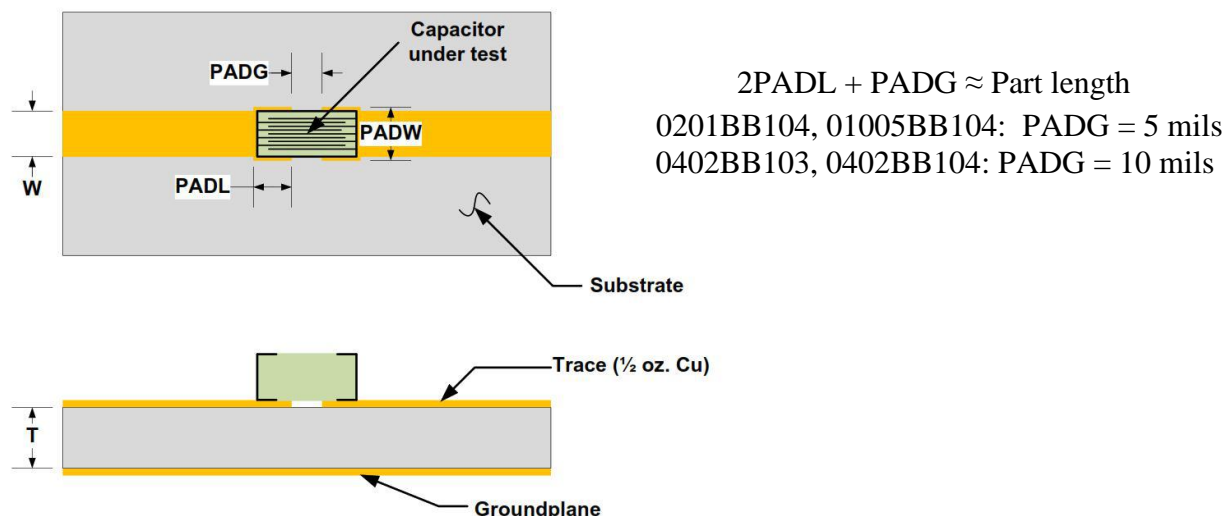 Capacitor
under test
PADG
PADW
W
PADL
Substrate
2PADL + PADG ≈ Part length
0201BB104, 01005BB104: PADG = 5 mils
0402BB103, 0402BB104: PADG = 10 mils
Trace (½ oz. Cu)
T
Groundplane